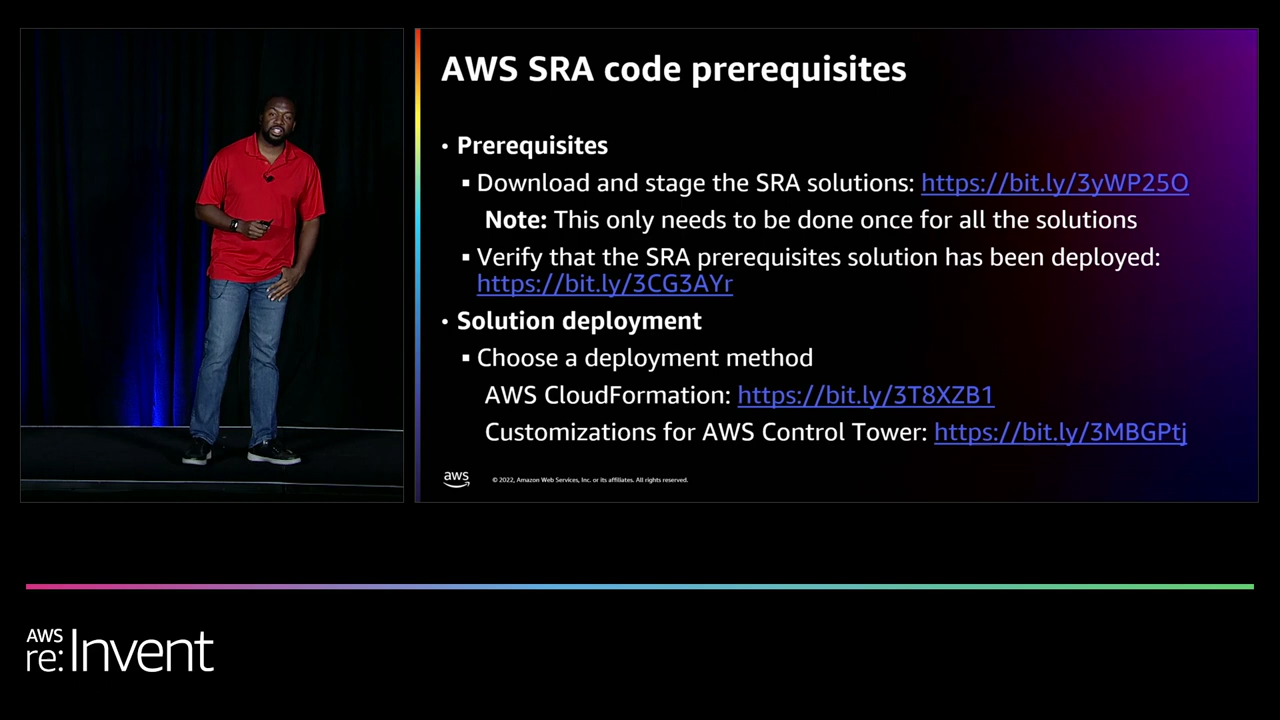 AWS SRA code prerequisites
• Prerequisites
▪ Download and stage the SRA solutions: https://bit.ly/3yWP25O
Note: This only needs to be done once for all the solutions
▪ Verify that the SRA prerequisites solution has been deployed:
https://bit.ly/3CG3AYr
• Solution deployment
▪ Choose a deployment method
AWS CloudFormation: https://bit.ly/3T8XZB1
Customizations for AWS Control Tower: https://bit.ly/3MBGPtj
aws
© 2022, Amazon Web Services, Inc. or its affiliates. All rights reserved.
AWS
re:Invent